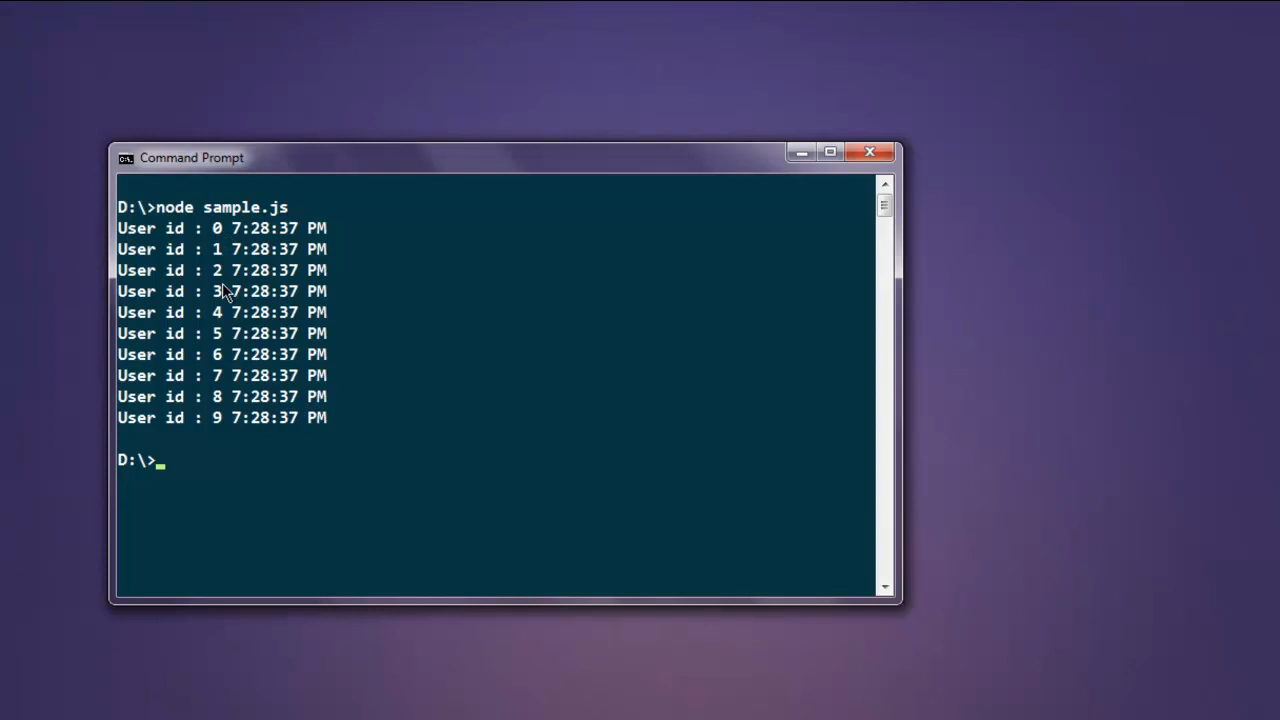 Command Prompt
D:\>node sample.js
User id : 0 7:28:37 PM
User id : 1 7:28:37 PM
User id : 2 7:28:37 PM
User id : 3 7:28:37 PM
User id : 4 7:28:37 PM
User id : 5 7:28:37 PM
User id : 6 7:28:37 PM
User id : 7 7:28:37 PM
User id : 8 7:28:37 PM
User id : 9 7:28:37 PM
D:\>